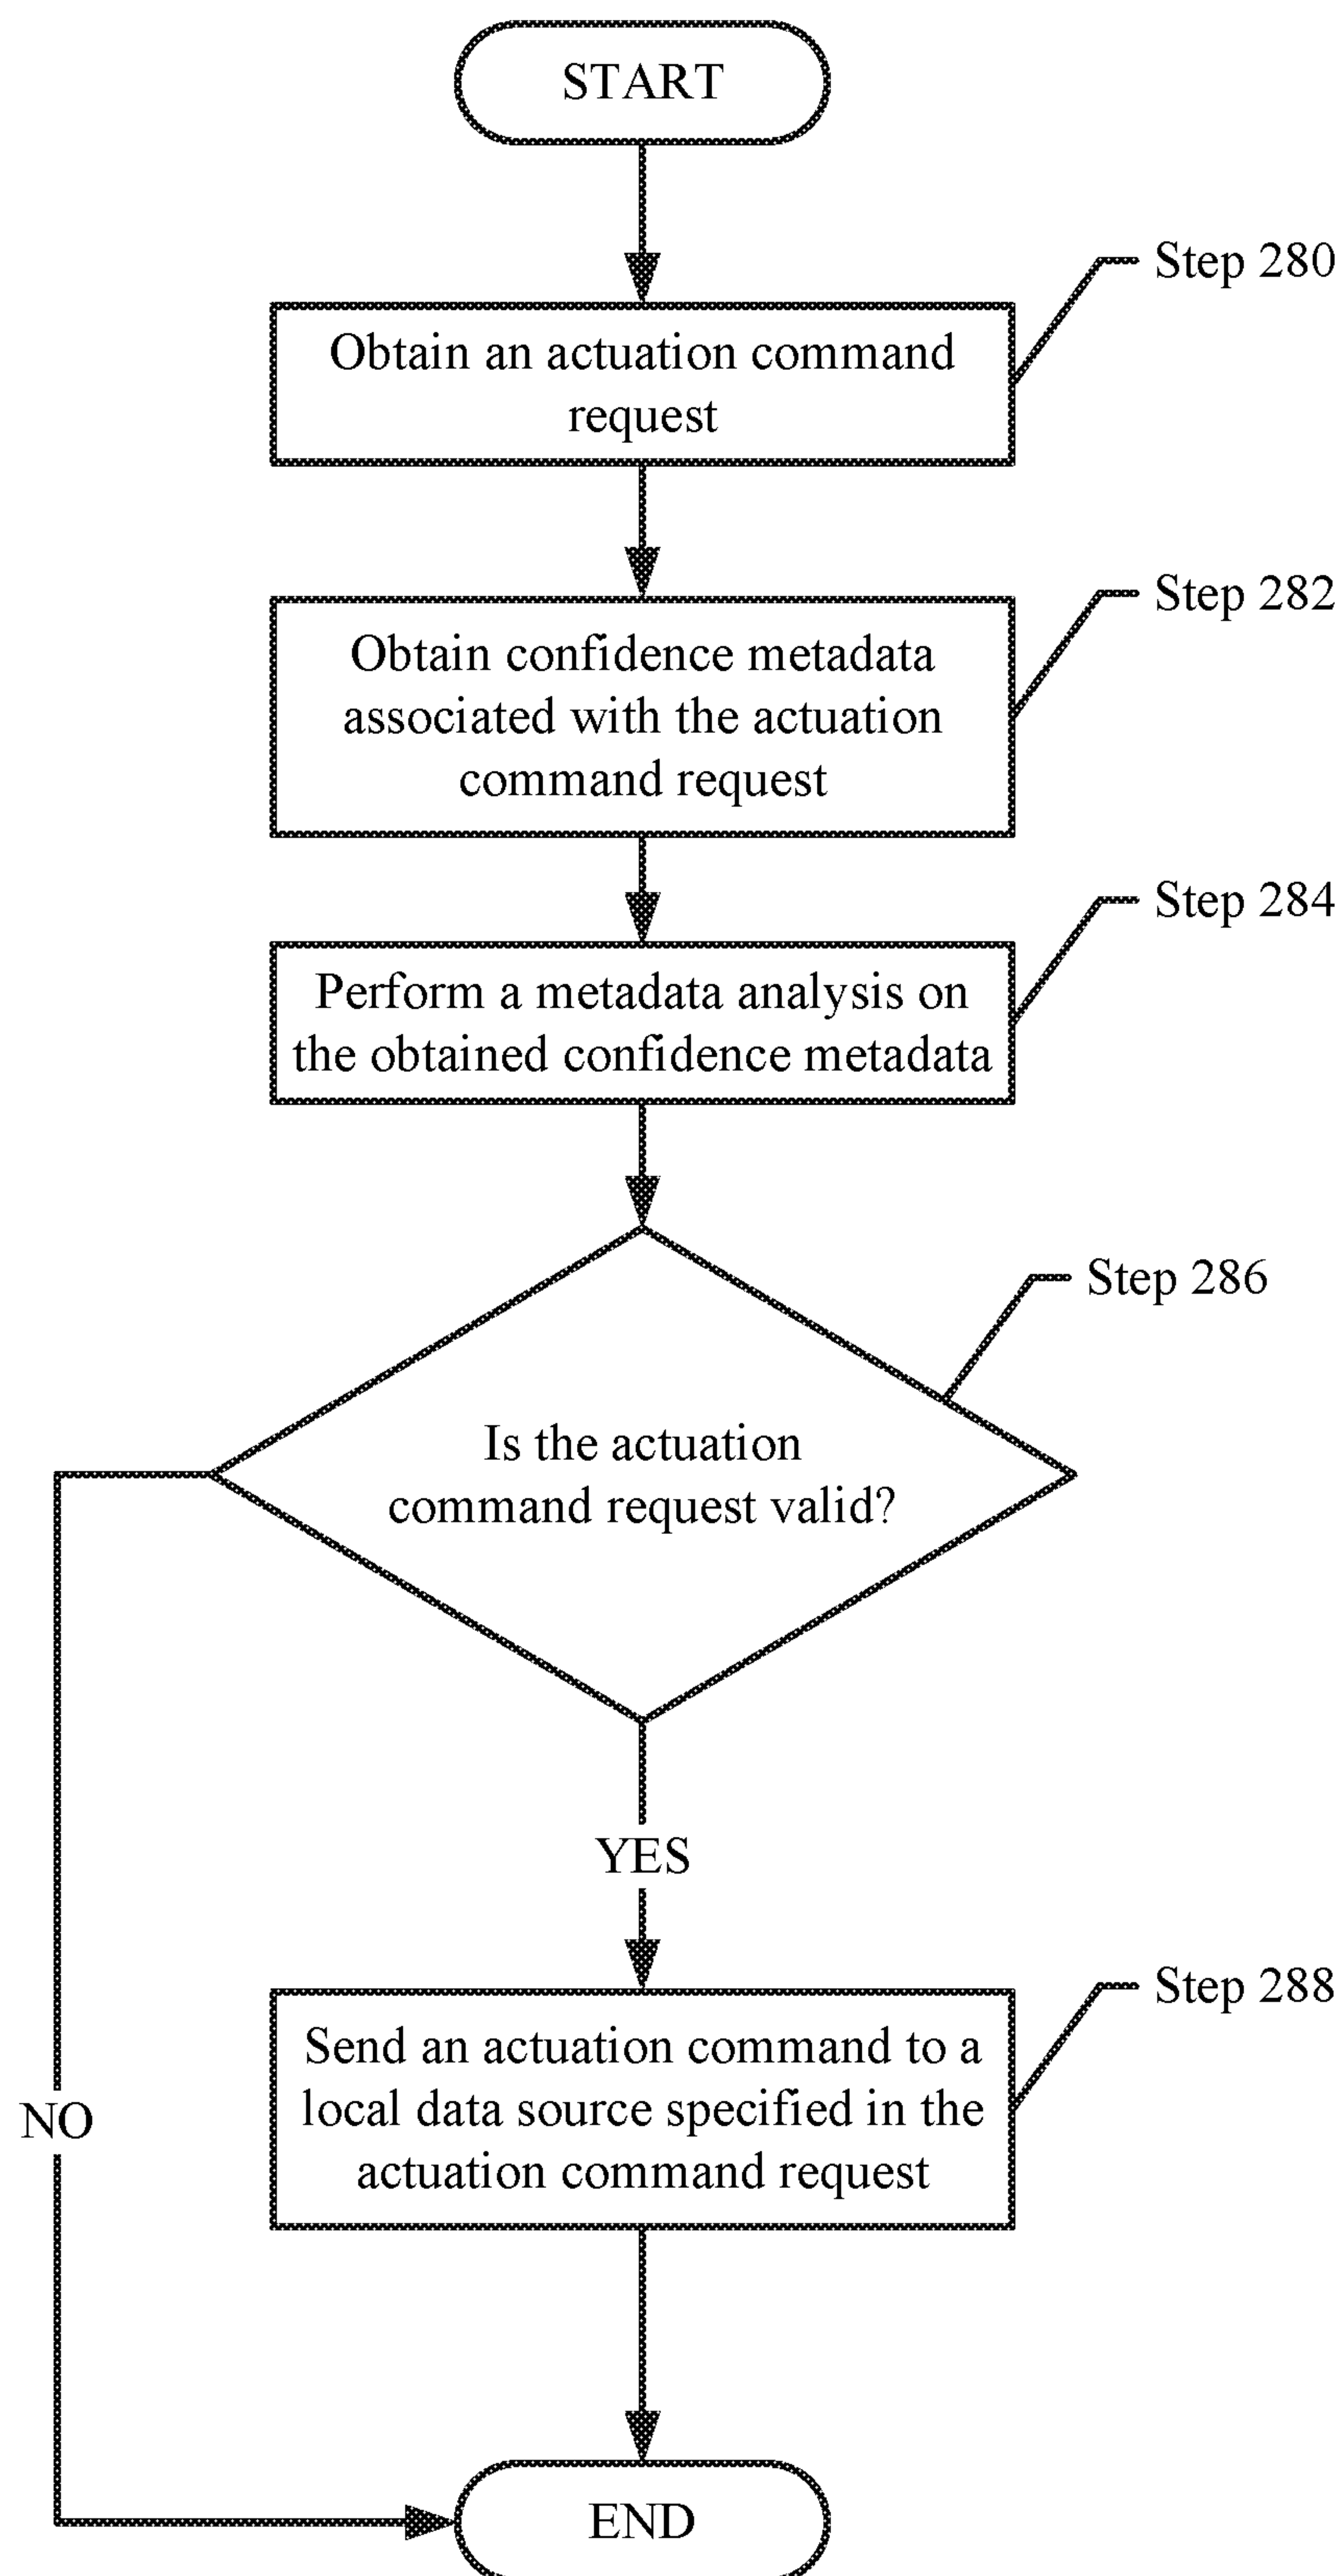 START
Step 280
Obtain an actuation command
request
Step 282
Obtain confidence metadata
associated with the actuation
command request
Step 284
Perform a metadata analysis on
the obtained confidence metadata
Step 286
Is the actuation
command request valid?
YES
Step 288
Send an actuation command to a
local data source specified in the
actuation command request
NO
END